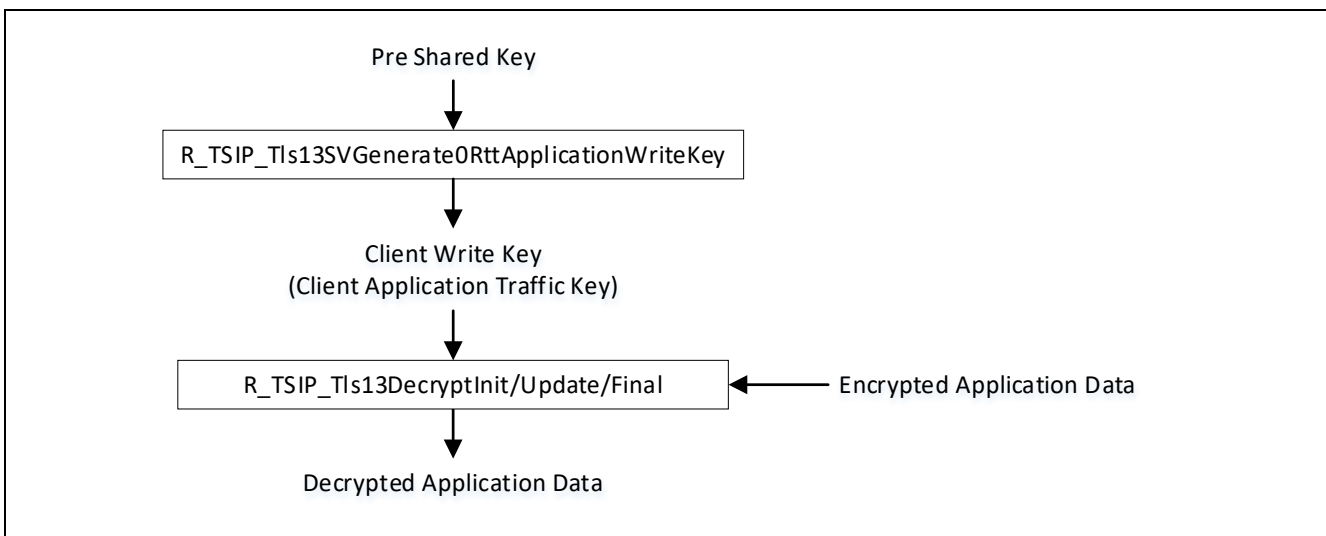 Pre Shared Key
R_TSIP_Tls13SVGenerate0RttApplicationWriteKey
Client Write Key
(Client Application Traffic Key)
R_TSIP_Tls13DecryptInit/Update/Final
Encrypted Application Data
Decrypted Application Data